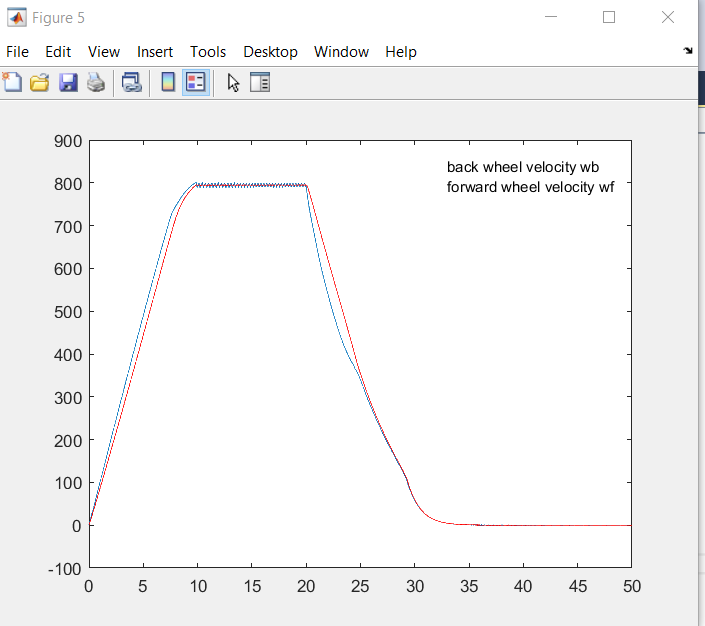 Figure 5
File Edit View Insert Tools Desktop Window Help
900
800
700
600
500
400
300
200
100
0
-100
back wheel velocity wb
forward wheel velocity wf
0 5 10 15 20 25 30 35 40 45 50